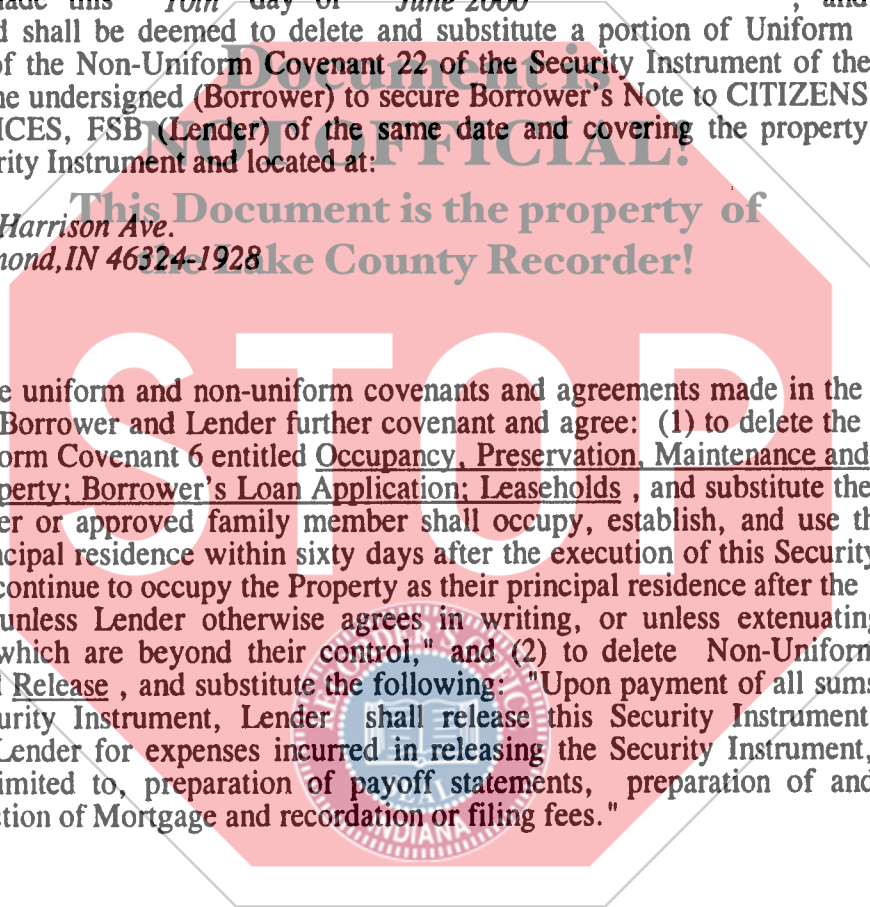 made this 10th day of June 2000 , and
d shall be deemed to delete and substitute a portion of Uniform
of the Non-Uniform Covenant 22 of the Security Instrument of the
ne undersigned (Borrower) to secure Borrower's Note to CITIZENS
ICES, FSB (Lender) of the same date and covering the property
rity Instrument and located at:
Harrison Ave.
mond, IN 46324-1928
Document is
NOT OFFICIAL!
This Document is the property of
the Lake County Recorder!
STOP
e uniform and non-uniform covenants and agreements made in the
Borrower and Lender further covenant and agree: (1) to delete the
orm Covenant 6 entitled Occupancy, Preservation, Maintenance and
perty; Borrower's Loan Application; Leaseholds , and substitute the
er or approved family member shall occupy, establish, and use th
ncipal residence within sixty days after the execution of this Security
continue to occupy the Property as their principal residence after the
unless Lender otherwise agrees in writing, or unless extenuating
which are beyond their control," and (2) to delete Non-Uniform
l Release , and substitute the following: "Upon payment of all sums
urity Instrument, Lender shall release this Security Instrument
Lender for expenses incurred in releasing the Security Instrument,
imited to, preparation of payoff statements, preparation of and
ction of Mortgage and recordation or filing fees."
RECORDER'S OFFICE
SEAL
INDIANA